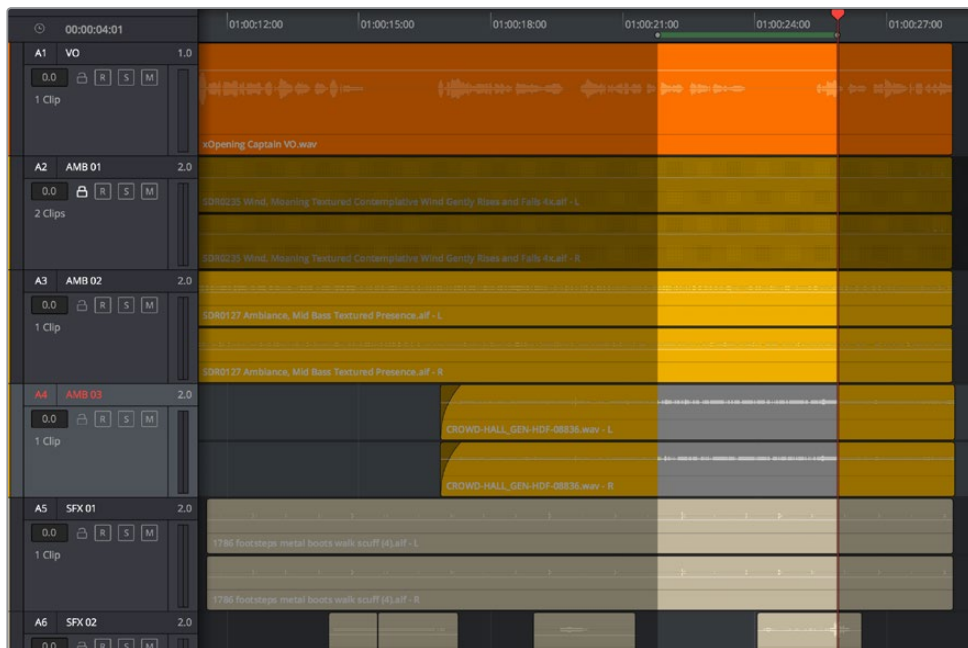 01:00:12:00 01:00:15:00 01:00:18:00 01:00:21:00 01:00:24:00 01:00:27:00
00:00:04:01
A1 VO 1.0
0.0 R S M
1 Clip
xOpening Captain VO.wav
A2 AMB 01 2.0
0.0 R S M
SDR0235 Wind, Moaning Textured Contemplative Wind Gently Rises and Falls 4x.aif - L
2 Clips
SDR0235 Wind, Moaning Textured Contemplative Wind Gently Rises and Falls 4x.aif - R
A3 AMB 02 2.0
0.0 R S M
SDR0127 Ambiance, Mid Bass Textured Presence.aif - L
1 Clip
SDR0127 Ambiance, Mid Bass Textured Presence.aif - R
A4 AMB 03 2.0
0.0 R S M
CROWD-HALL_GEN-HDF-08836.wav - L
1 Clip
CROWD-HALL_GEN-HDF-08836.wav - R
A5 SFX 01 2.0
0.0 R S M
1786 footsteps metal boots walk scuff (4).aif - L
1 Clip
1786 footsteps metal boots walk scuff (4).aif - R
A6 SFX 02 2.0
0.0 R S M